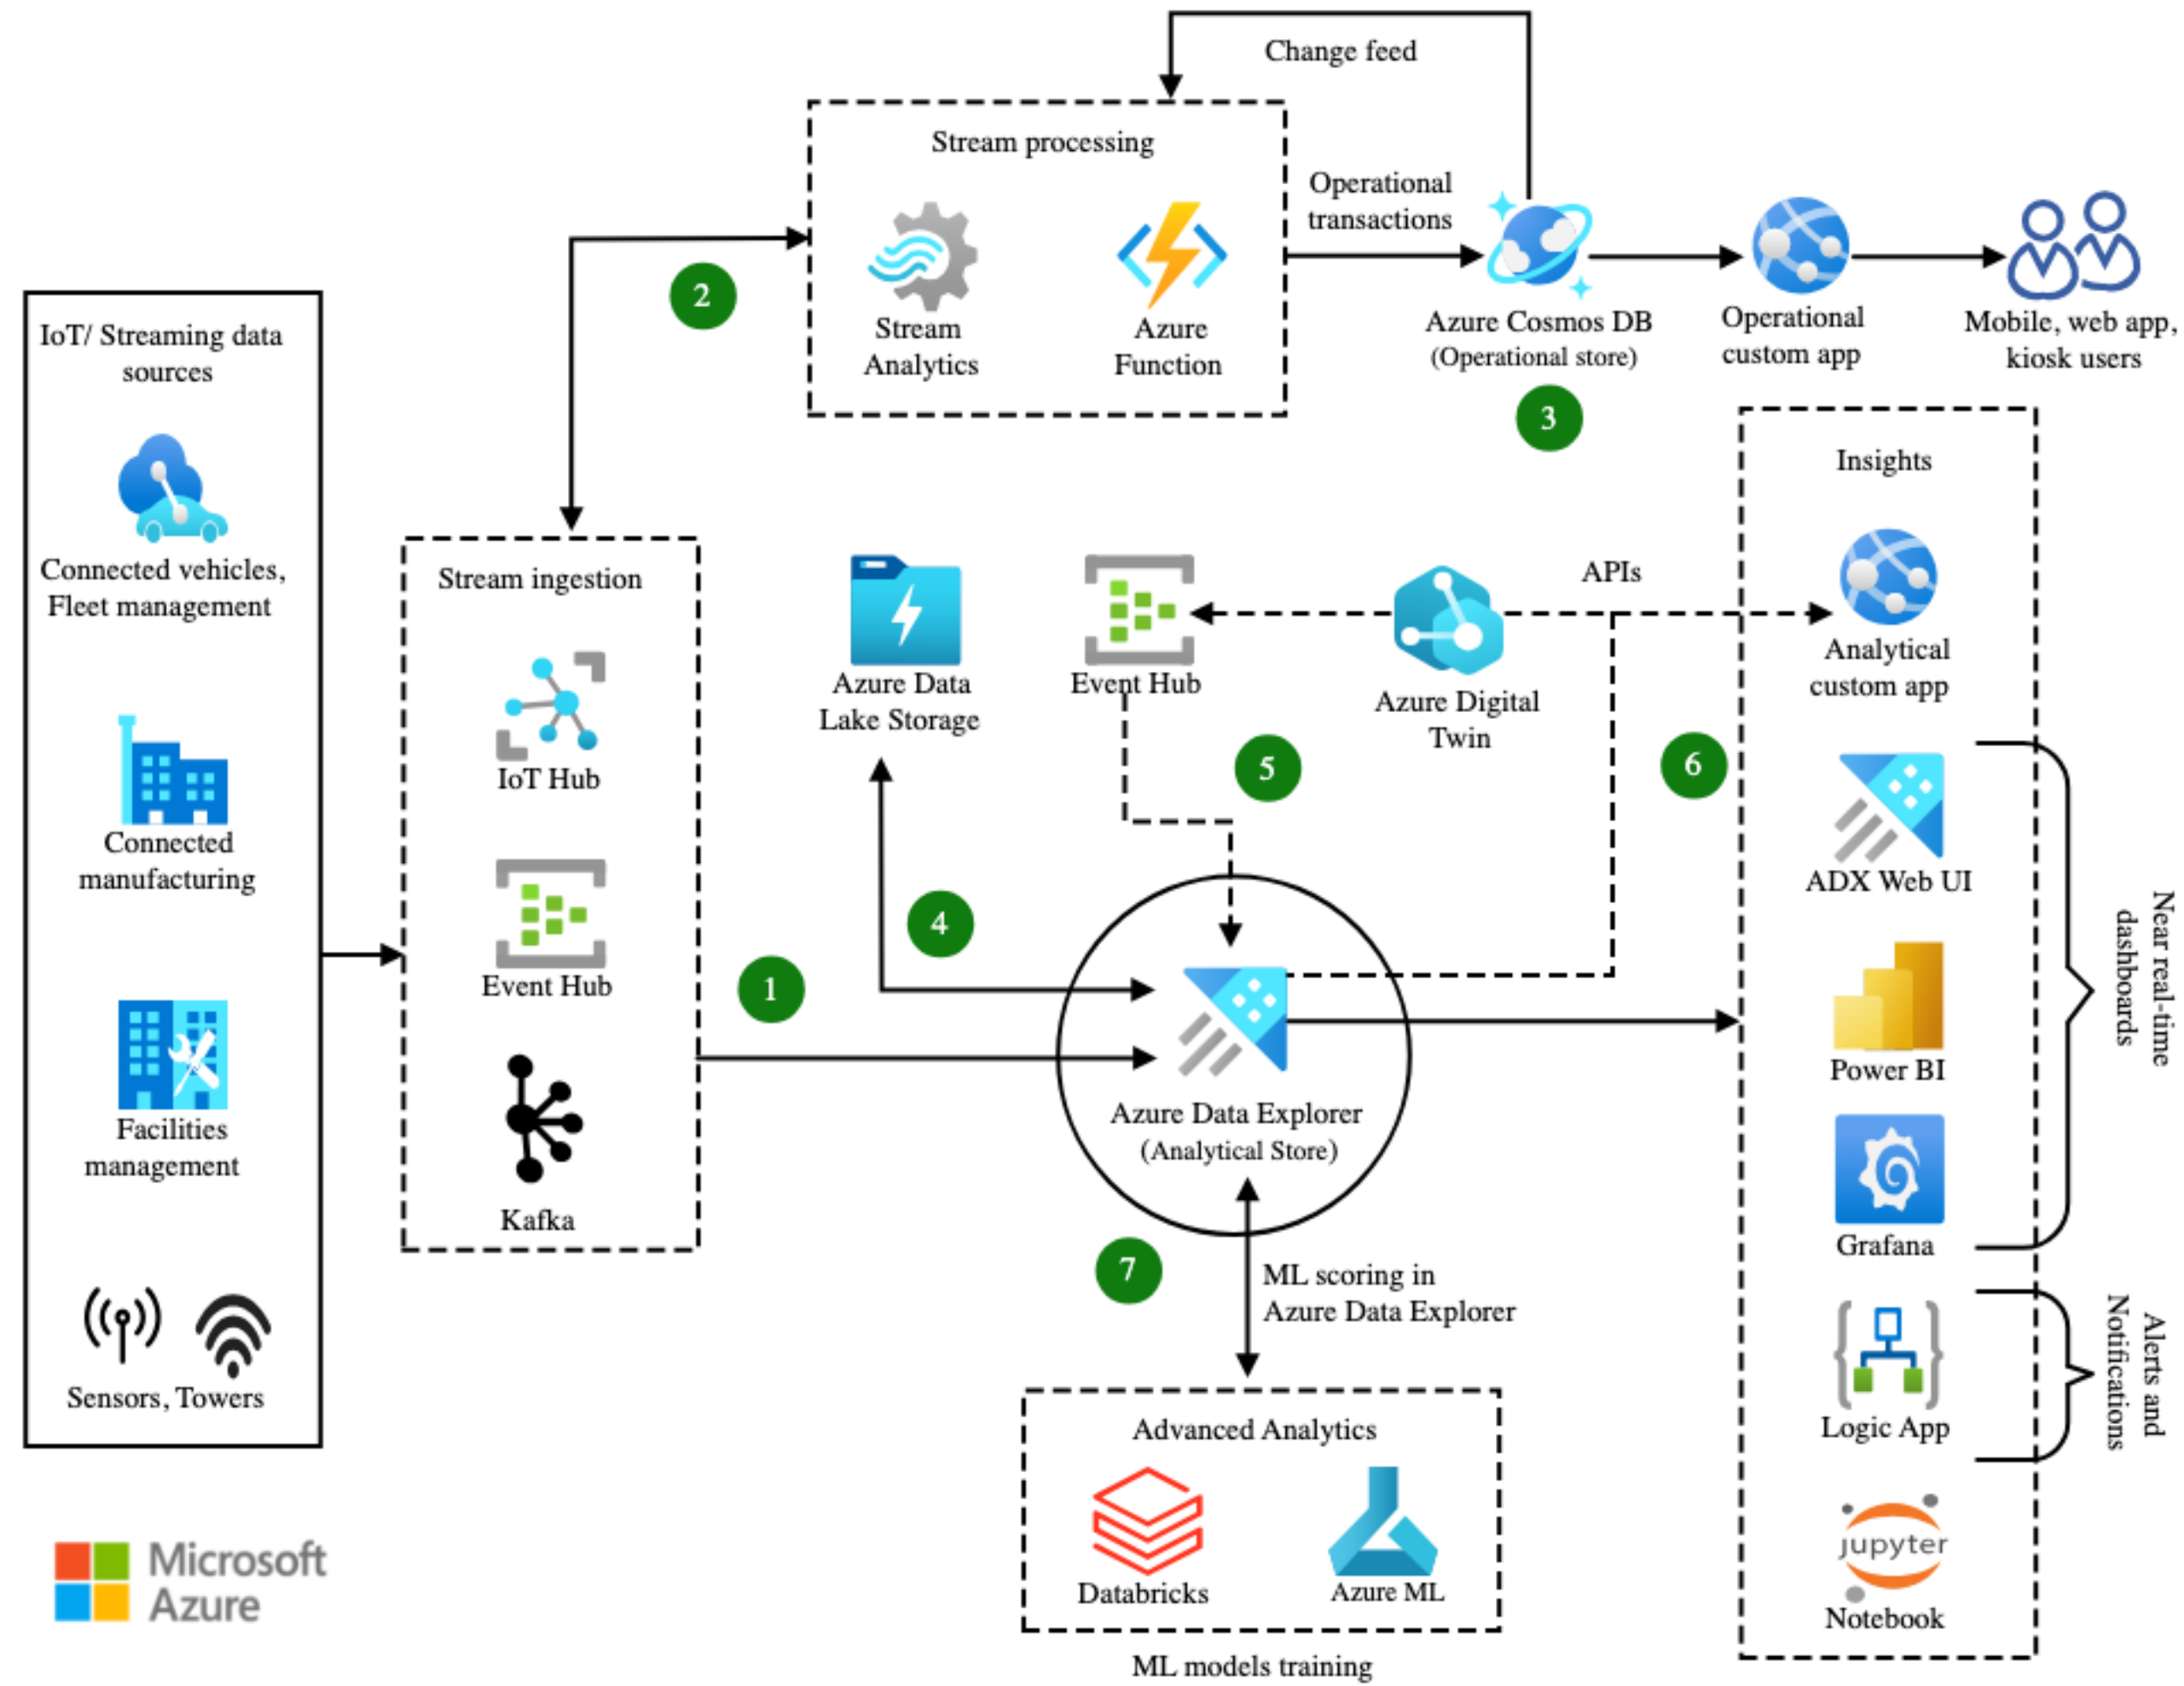 Change feed
Stream processing
Operational
transactions
2
Stream
Analytics
Azure
Function
Azure Cosmos DB
(Operational store)
Operational
custom app
Mobile, web app,
kiosk users
3
IoT/ Streaming data
sources
Connected vehicles,
Fleet management
Connected
manufacturing
Facilities
management
Sensors, Towers
Stream ingestion
IoT Hub
Event Hub
Kafka
1
Azure Data
Lake Storage
Event Hub
Azure Digital
Twin
APIs
4
5
6
Azure Data Explorer
(Analytical Store)
7
ML scoring in
Azure Data Explorer
Advanced Analytics
Databricks
Azure ML
ML models training
Insights
Analytical
custom app
ADX Web UI
Power BI
Grafana
Near real-time
dashboards
Logic App
Alerts and
Notifications
jupyter
Notebook
Microsoft
Azure